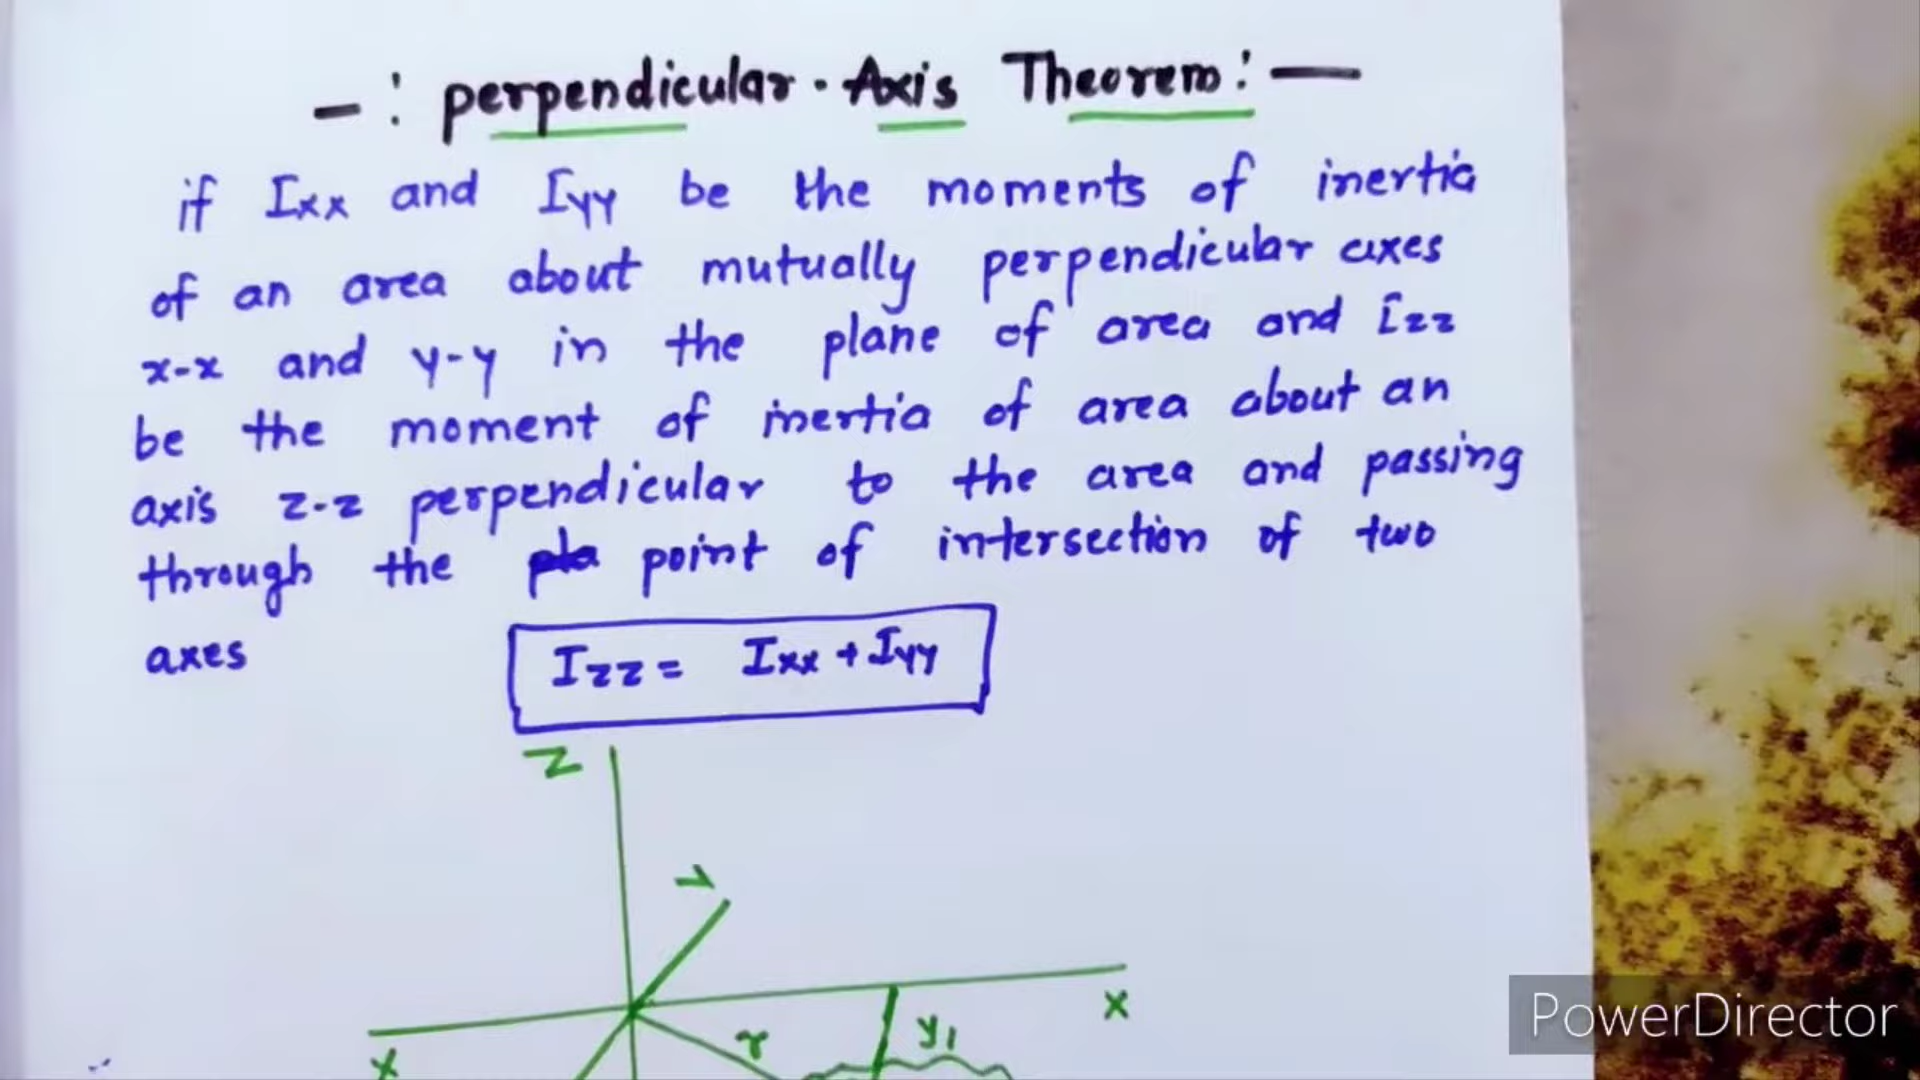 -: perpendicular. Axis Theorem: —
if Ixx and Iyy be the moments of inertia
of an area about mutually perpendicular axes
x-x and y-y in the plane of area and Izz
be the moment of inertia of area about an
axis z-z perpendicular to the area and passing
through the pla point of intersection of two
axes
Izz = Ixx + Iyy
Z
Y
X
r
y1
X
PowerDirector